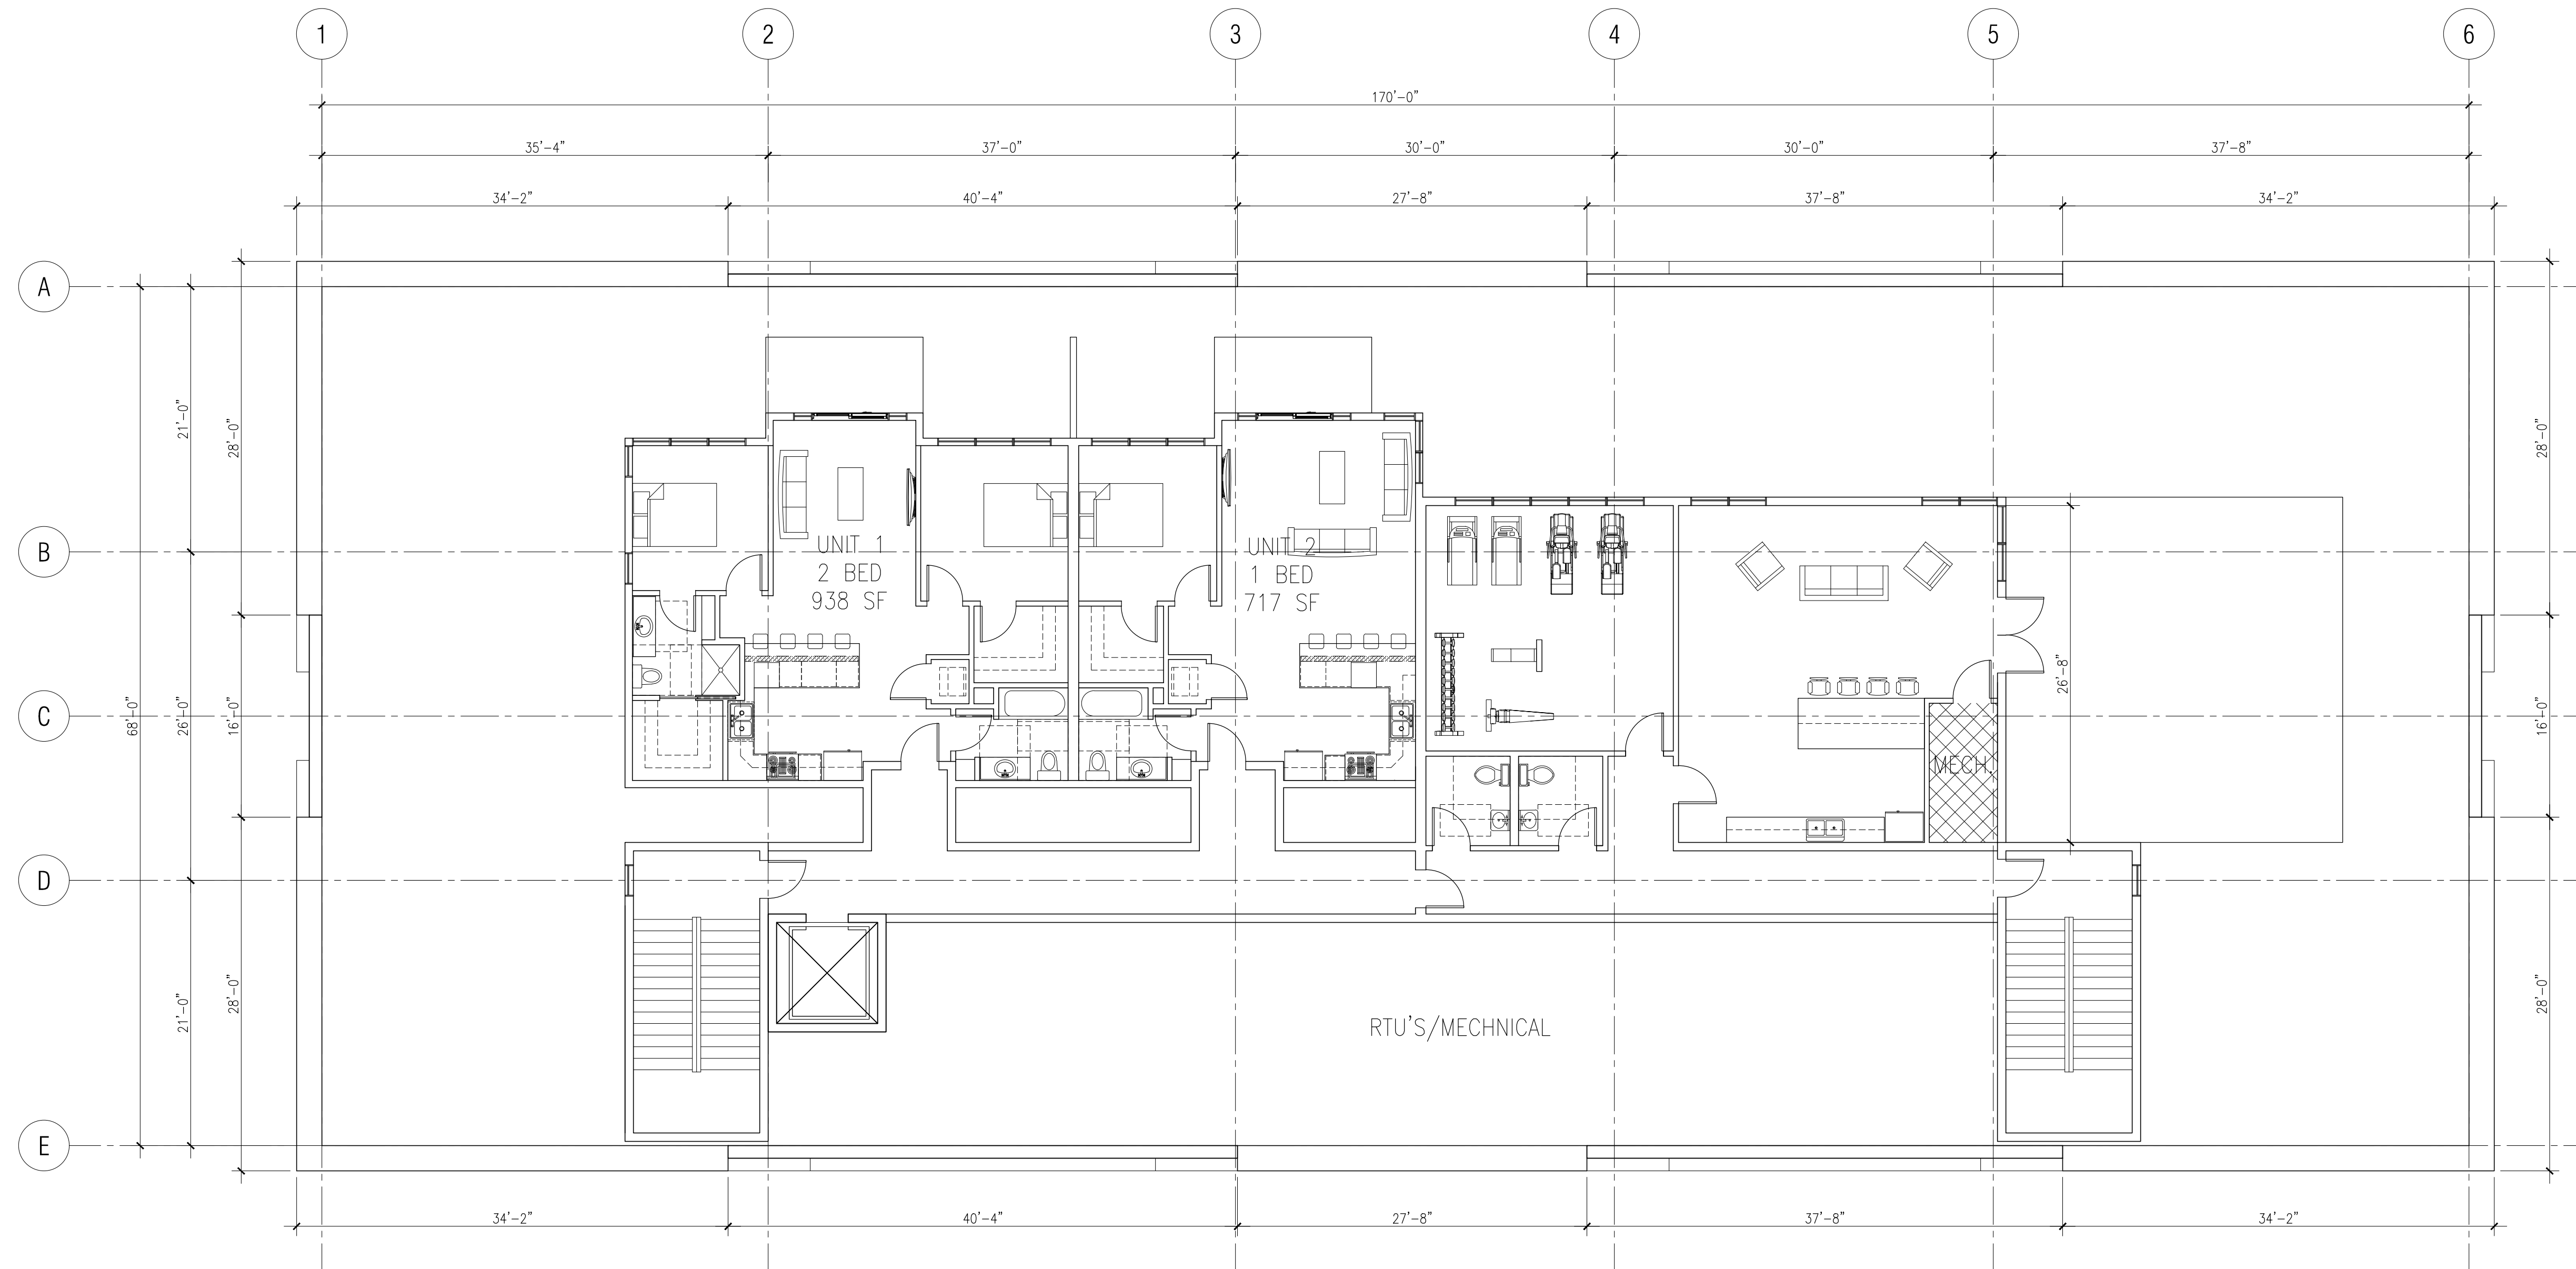 1 2 3 4 5 6
170'-0"
35'-4" 37'-0" 30'-0" 30'-0" 37'-8"
34'-2" 40'-4" 27'-8" 37'-8" 34'-2"
A
21'-0"
28'-0"
28'-0"
B
UNIT 1
2 BED
938 SF
UNIT 2
1 BED
717 SF
C
68'-0"
26'-0"
16'-0"
26'-8"
16'-0"
MECH.
D
21'-0"
28'-0"
28'-0"
RTU'S/MECHNICAL
E
34'-2" 40'-4" 27'-8" 37'-8" 34'-2"